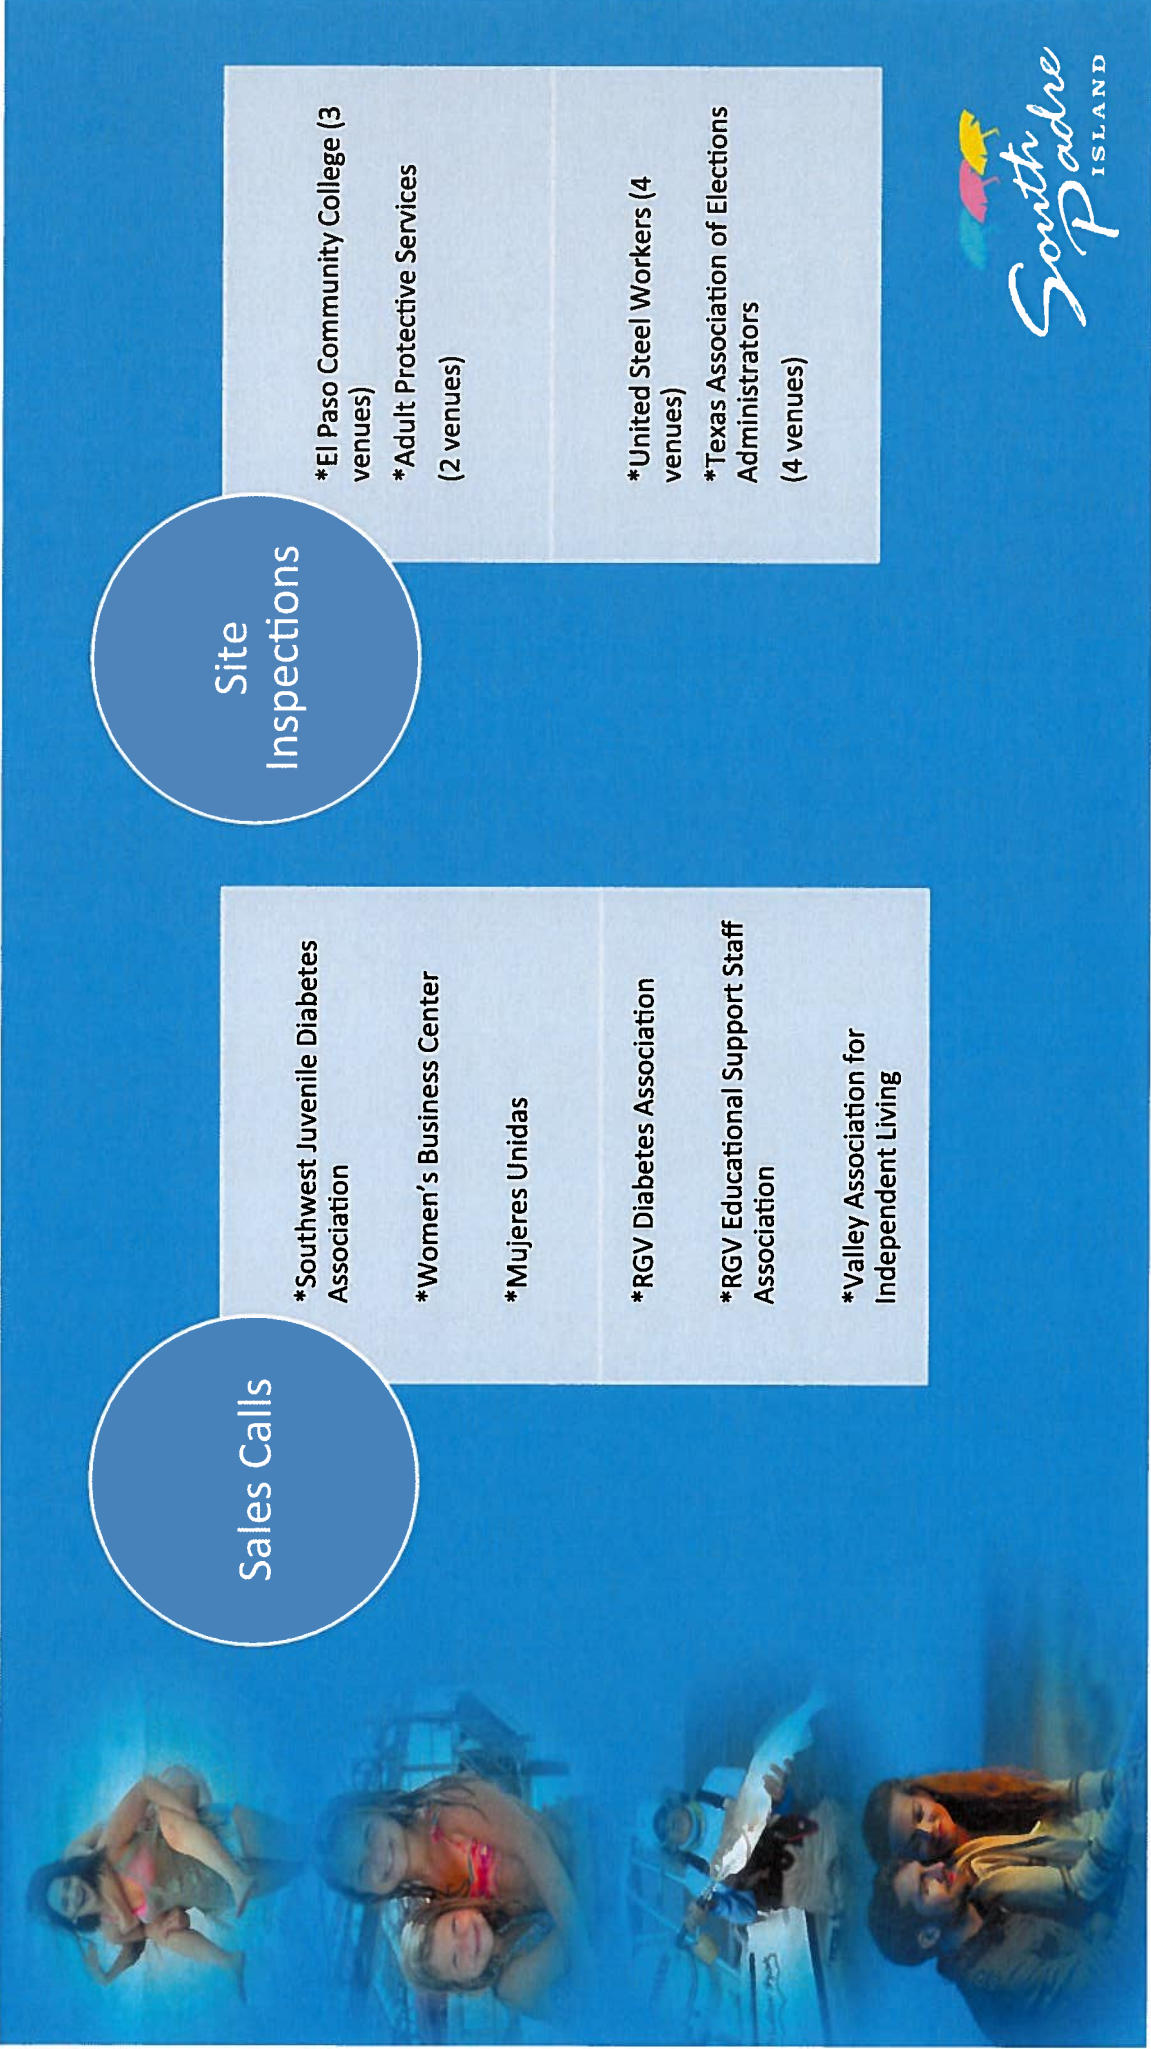 Sales Calls
*Southwest Juvenile Diabetes
Association
*Women's Business Center
*Mujeres Unidas
*RGV Diabetes Association
*RGV Educational Support Staff
Association
*Valley Association for
Independent Living
Site
Inspections
*El Paso Community College (3
venues)
*Adult Protective Services
(2 venues)
*United Steel Workers (4
venues)
*Texas Association of Elections
Administrators
(4 venues)
South
Padre
ISLAND